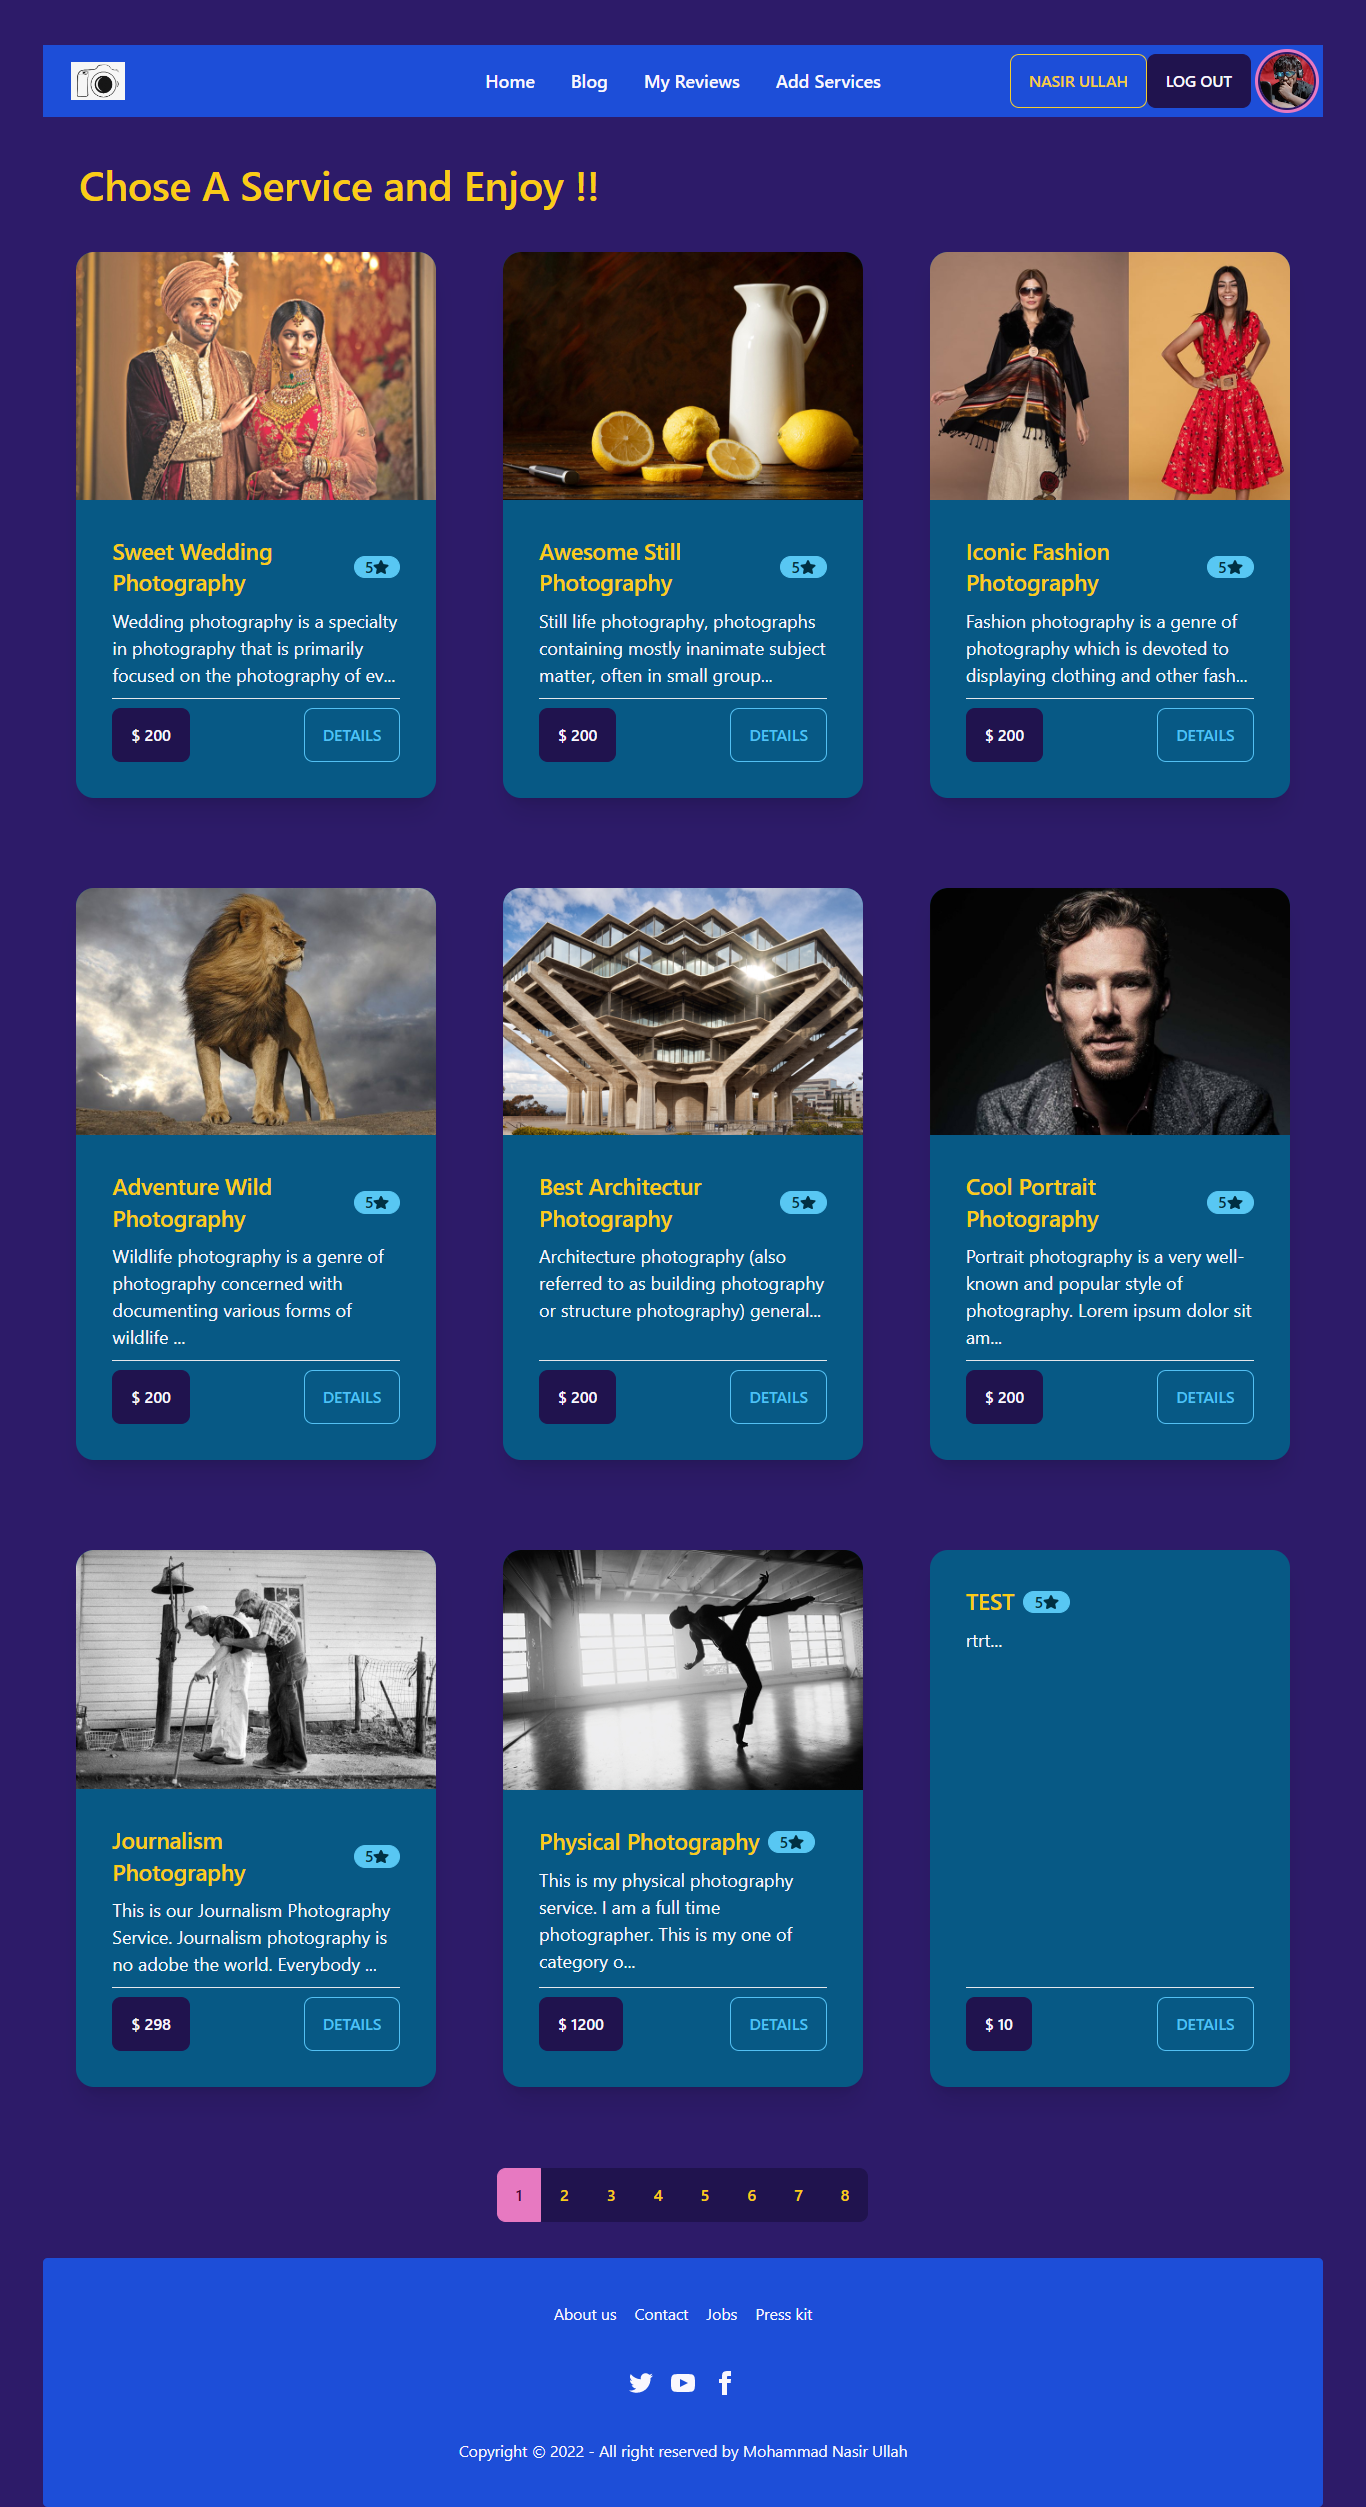 Home Blog My Reviews Add Services NASIR ULLAH LOG OUT
Chose A Service and Enjoy !!
Sweet Wedding
Photography
5
Wedding photography is a specialty
in photography that is primarily
focused on the photography of ev...
$ 200 DETAILS
Awesome Still
Photography
5
Still life photography, photographs
containing mostly inanimate subject
matter, often in small group...
$ 200 DETAILS
Iconic Fashion
Photography
5
Fashion photography is a genre of
photography which is devoted to
displaying clothing and other fash...
$ 200 DETAILS
Adventure Wild
Photography
5
Wildlife photography is a genre of
photography concerned with
documenting various forms of
wildlife ...
$ 200 DETAILS
Best Architectur
Photography
5
Architecture photography (also
referred to as building photography
or structure photography) general...
$ 200 DETAILS
Cool Portrait
Photography
5
Portrait photography is a very well-
known and popular style of
photography. Lorem ipsum dolor sit
am...
$ 200 DETAILS
Journalism
Photography
5
This is our Journalism Photography
Service. Journalism photography is
no adobe the world. Everybody ...
$ 298 DETAILS
Physical Photography 5
This is my physical photography
service. I am a full time
photographer. This is my one of
category o...
$ 1200 DETAILS
TEST 5
rtrt...
$ 10 DETAILS
1 2 3 4 5 6 7 8
About us Contact Jobs Press kit
Copyright © 2022 - All right reserved by Mohammad Nasir Ullah